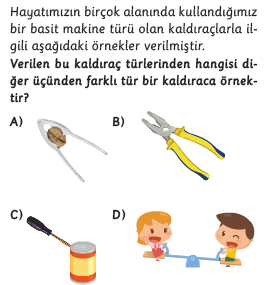 Hayatımızın birçok alanında kullandığımız
bir basit makine türü olan kaldıraçlarla il-
gili aşağıdaki örnekler verilmiştir.
Verilen bu kaldıraç türlerinden hangisi di-
ğer üçünden farklı tür bir kaldıraca örnek-
tir?
A) B)
C) D)